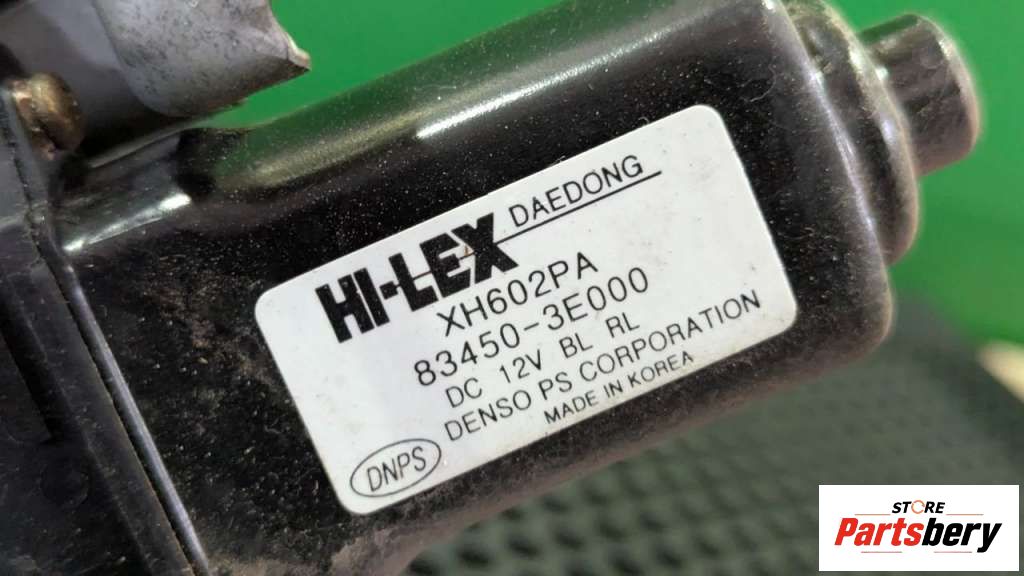 HI-LEX DAEDONG
XH602PA
83450-3E000
DC 12V BL RL
DENSO PS CORPORATION
DNPS MADE IN KOREA
STORE
Partsbery